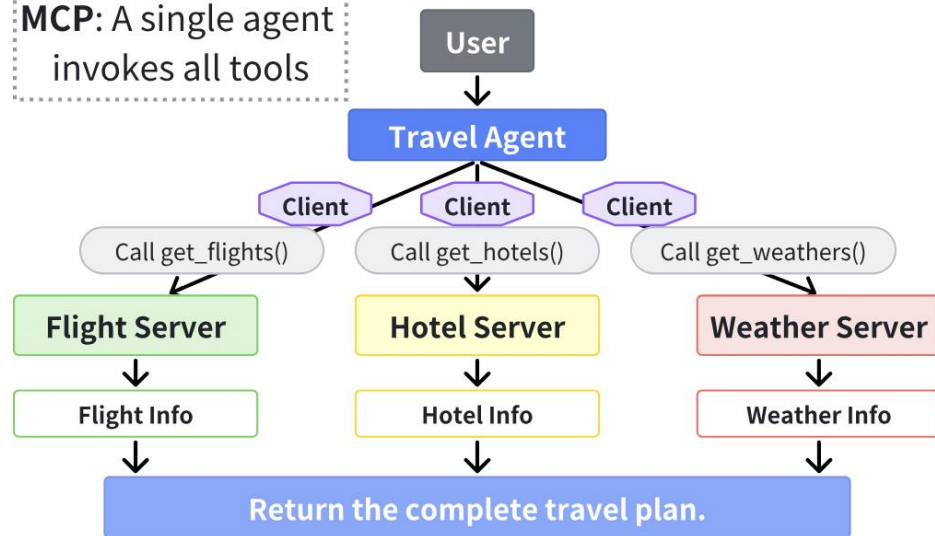 MCP: A single agent
invokes all tools
User
Travel Agent
Client
Client
Client
Call get_flights()
Call get_hotels()
Call get_weathers()
Flight Server
Hotel Server
Weather Server
Flight Info
Hotel Info
Weather Info
Return the complete travel plan.